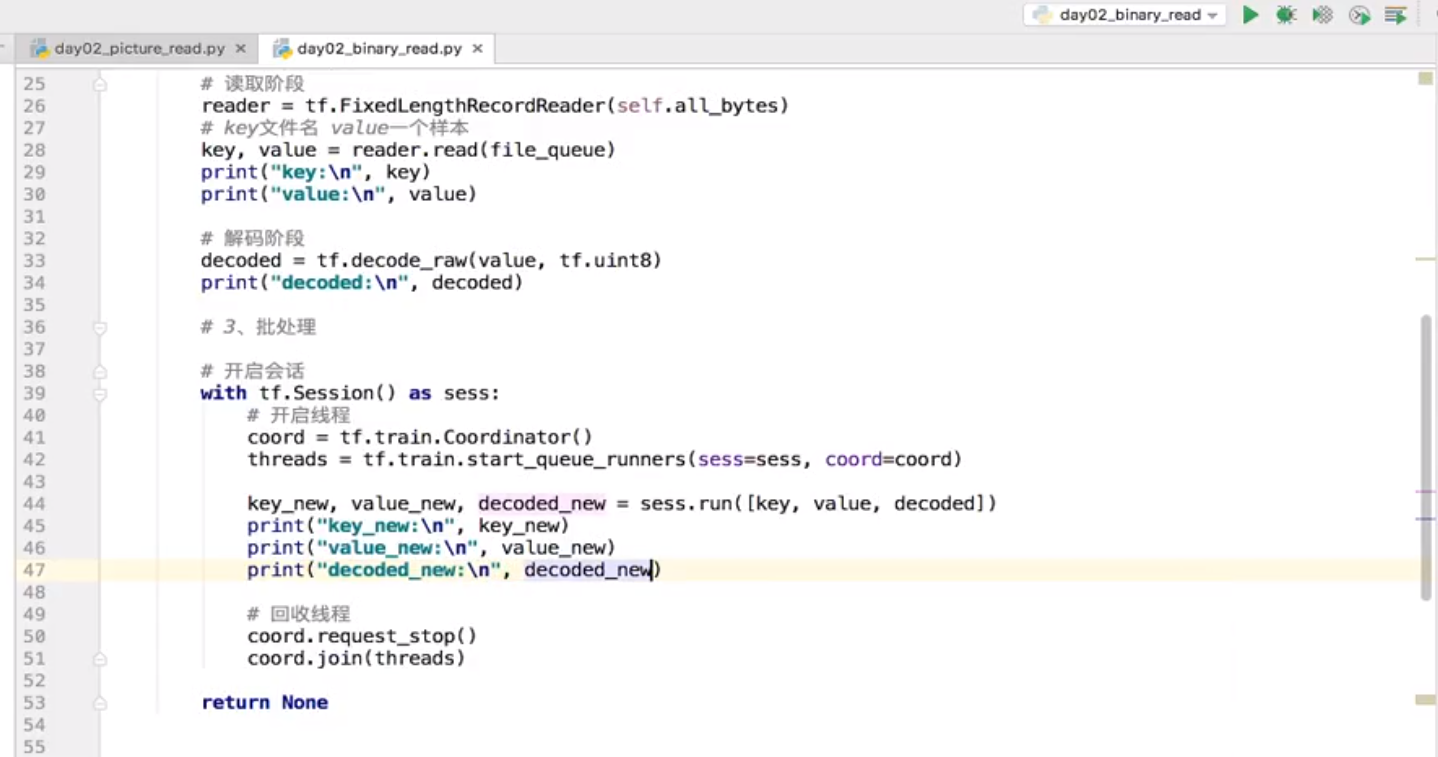 day02_binary_read
day02_picture_read.py × day02_binary_read.py ×
25 # 读取阶段
26 reader = tf.FixedLengthRecordReader(self.all_bytes)
27 # key文件名 value一个样本
28 key, value = reader.read(file_queue)
29 print("key:\n", key)
30 print("value:\n", value)
31
32 # 解码阶段
33 decoded = tf.decode_raw(value, tf.uint8)
34 print("decoded:\n", decoded)
35
36 # 3、批处理
37
38 # 开启会话
39 with tf.Session() as sess:
40 # 开启线程
41 coord = tf.train.Coordinator()
42 threads = tf.train.start_queue_runners(sess=sess, coord=coord)
43
44 key_new, value_new, decoded_new = sess.run([key, value, decoded])
45 print("key_new:\n", key_new)
46 print("value_new:\n", value_new)
47 print("decoded_new:\n", decoded_new)
48
49 # 回收线程
50 coord.request_stop()
51 coord.join(threads)
52
53 return None
54
55